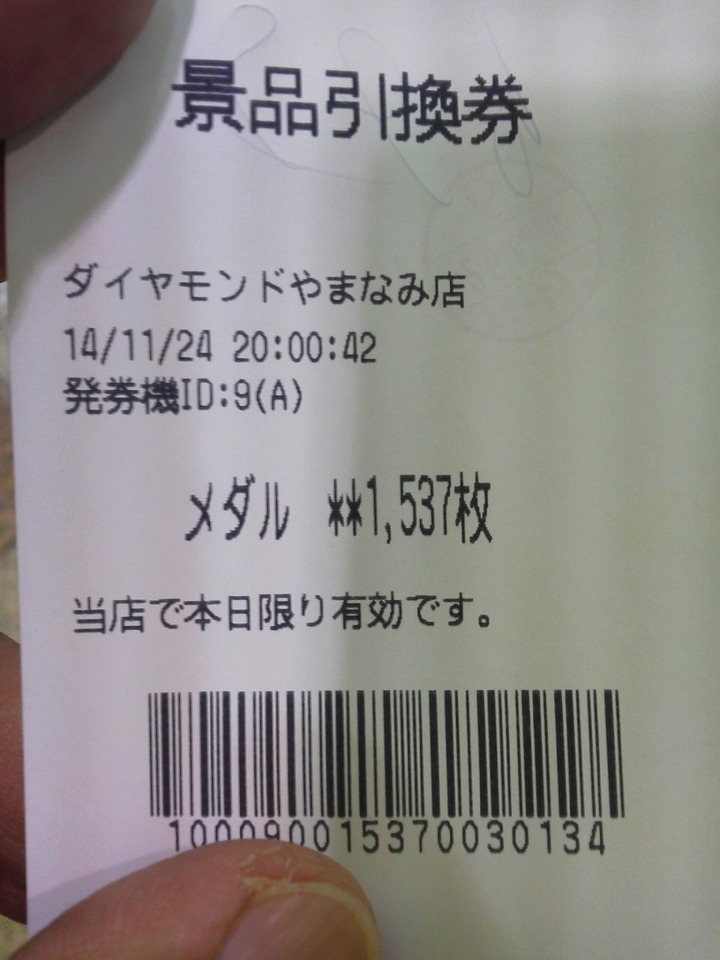 景品引換券
ダイヤモンドやまなみ店
14/11/24 20:00:42
発券機ID:9(A)
メダル **1,537枚
当店で本日限り有効です。
100090015370030134